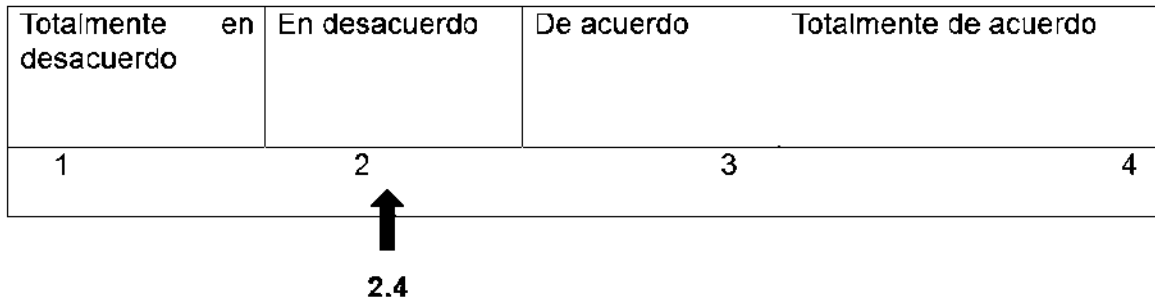 Totalmente en desacuerdo En desacuerdo De acuerdo Totalmente de acuerdo
1 2 3 4
2.4